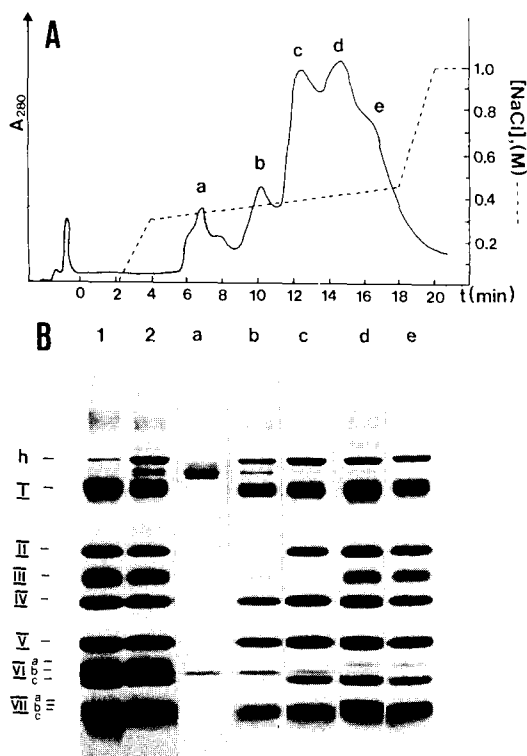 A
A280
a
b
c
d
e
1.0
0.8
0.6
0.4
0.2
[NaCl],(M) ----
0 2 4 6 8 10 12 14 16 18 20 t(min)
B
1 2 a b c d e
h –
I –
II –
III –
IV –
V –
VI a b c
VII a b c